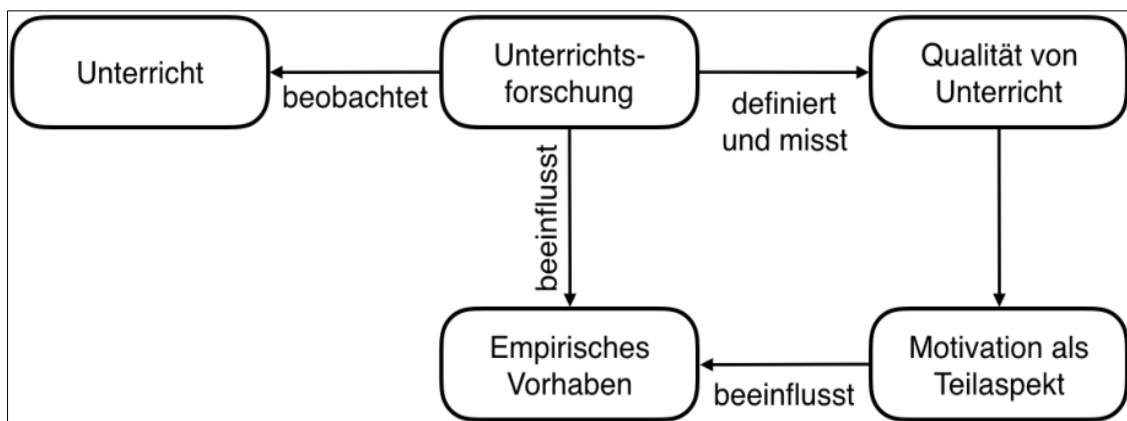 Unterricht
beobachtet
Unterrichts-
forschung
definiert
und misst
Qualität von
Unterricht
beeinflusst
Empirisches
Vorhaben
beeinflusst
Motivation als
Teilaspekt